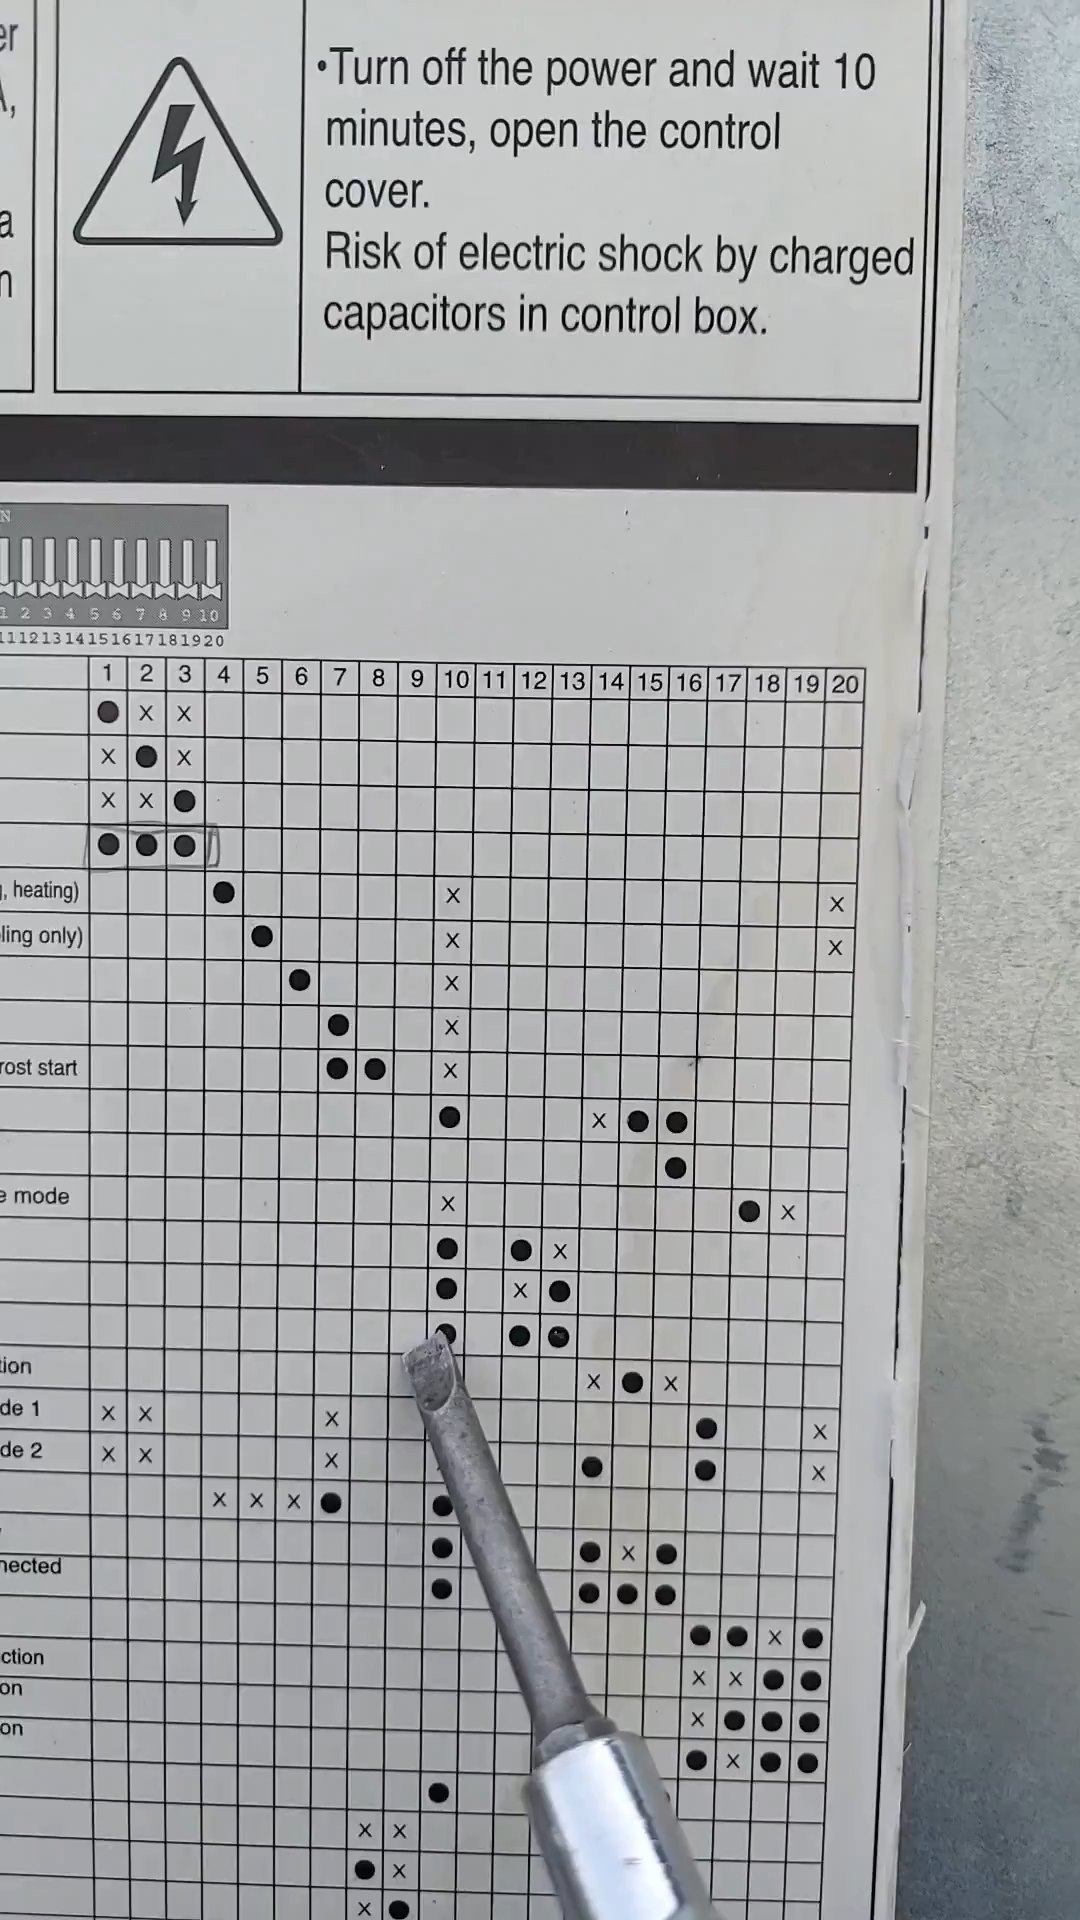 er
A,
a
n
•Turn off the power and wait 10
minutes, open the control
cover.
Risk of electric shock by charged
capacitors in control box.
N
1 2 3 4 5 6 7 8 9 10
11121314151617181920
1 2 3 4 5 6 7 8 9 10 11 12 13 14 15 16 17 18 19 20
● x x
x ● x
x x ●
● ● ●
, heating) ● x x
ling only) ● x x
● x
● x
rost start ● ● x
● x ● ●
●
e mode x ● x
● ● x
● x ●
● ● ●
tion x ● x
de 1 x x x ● x
de 2 x x x ● ● x
x x x ● ●
● ● x ●
nected
● ● ● ●
● ● x ●
ction x x ● ●
on x ● ● ●
on ● x ● ●
●
x x
● x
x ●